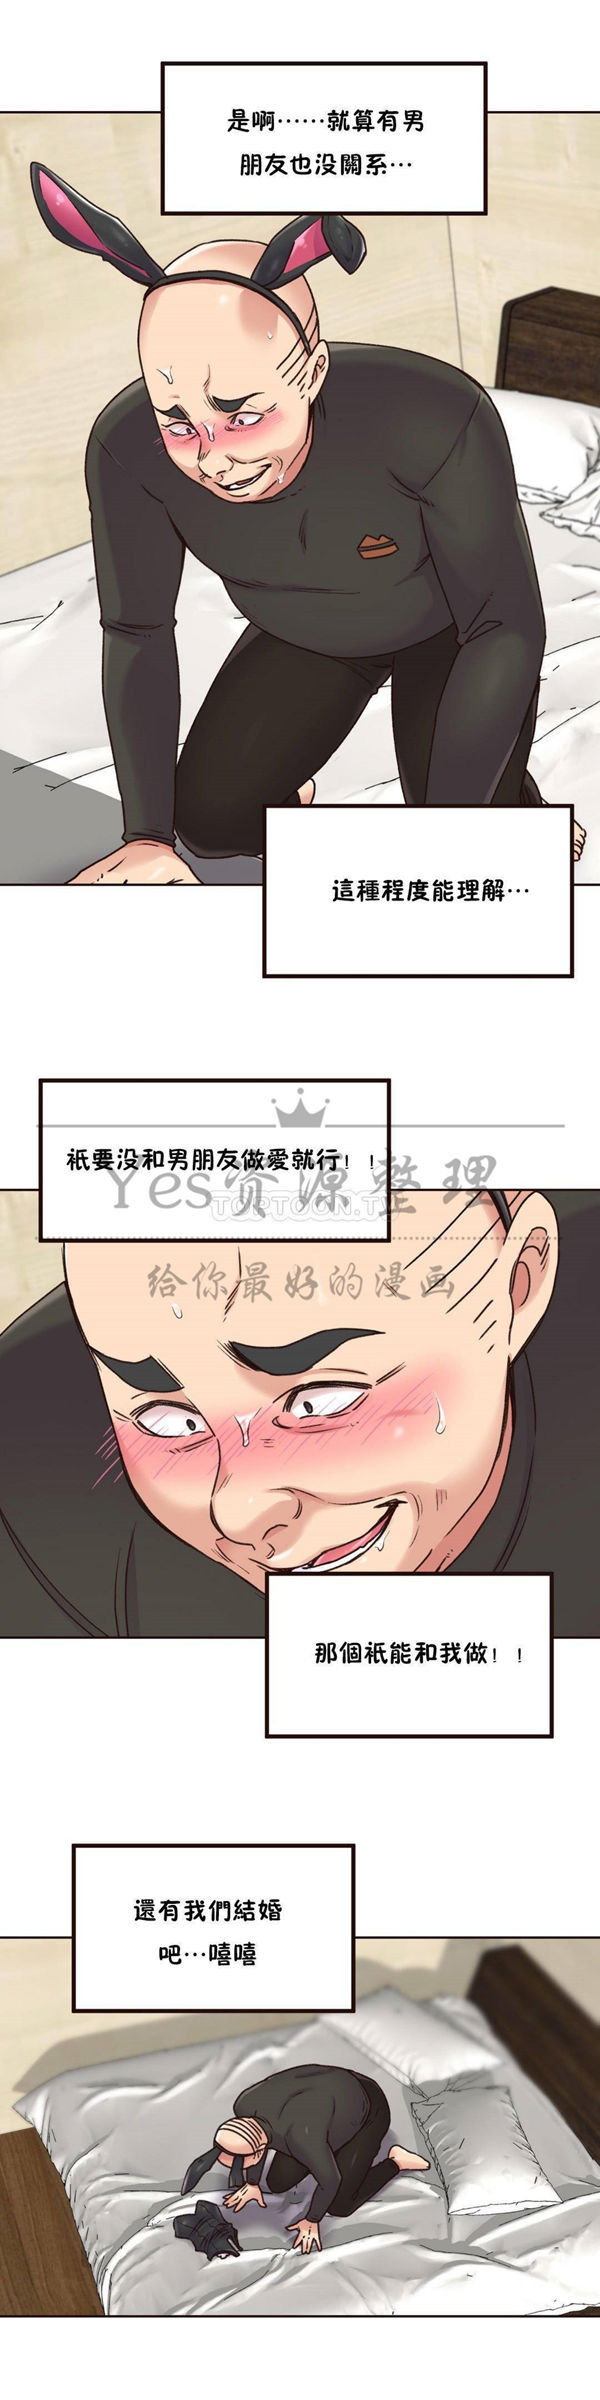 是啊……就算有男
朋友也没關系…
這種程度能理解…
祇要没和男朋友做愛就行！！
Yes资源整理
TOPTOON.TW
给你最好的漫画
那個祇能和我做！！
還有我們結婚
吧…嘻嘻